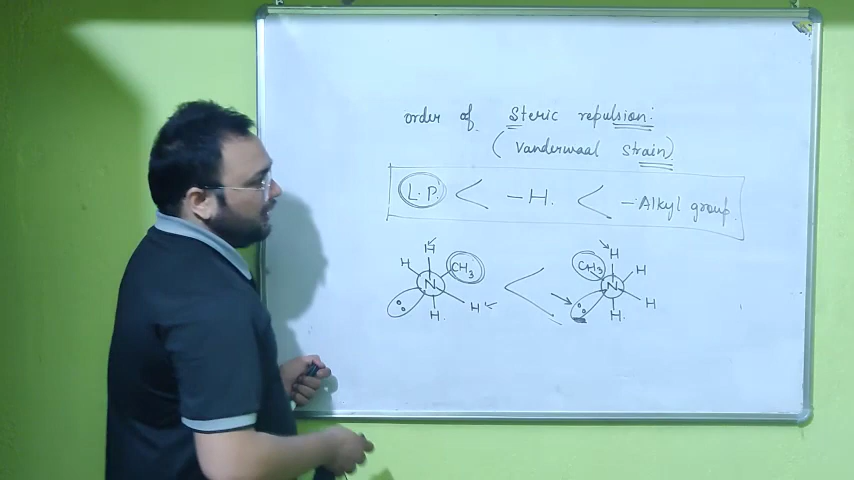 order of steric repulsion:
(Vanderwaal strain)
L.P. < -H. < -Alkyl group.
H H CH3 N H H
<
H CH3 H N H H